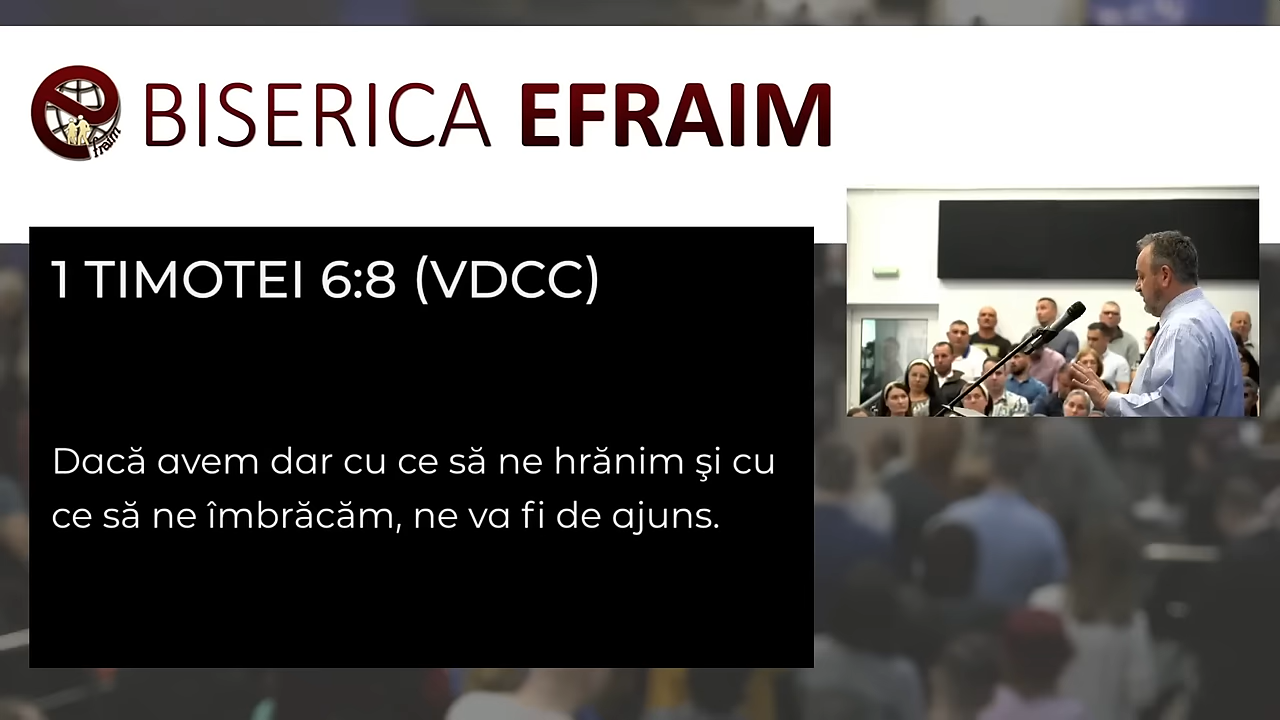 fraim
BISERICA EFRAIM
1 TIMOTEI 6:8 (VDCC)
Dacă avem dar cu ce să ne hrănim şi cu
ce să ne îmbrăcăm, ne va fi de ajuns.